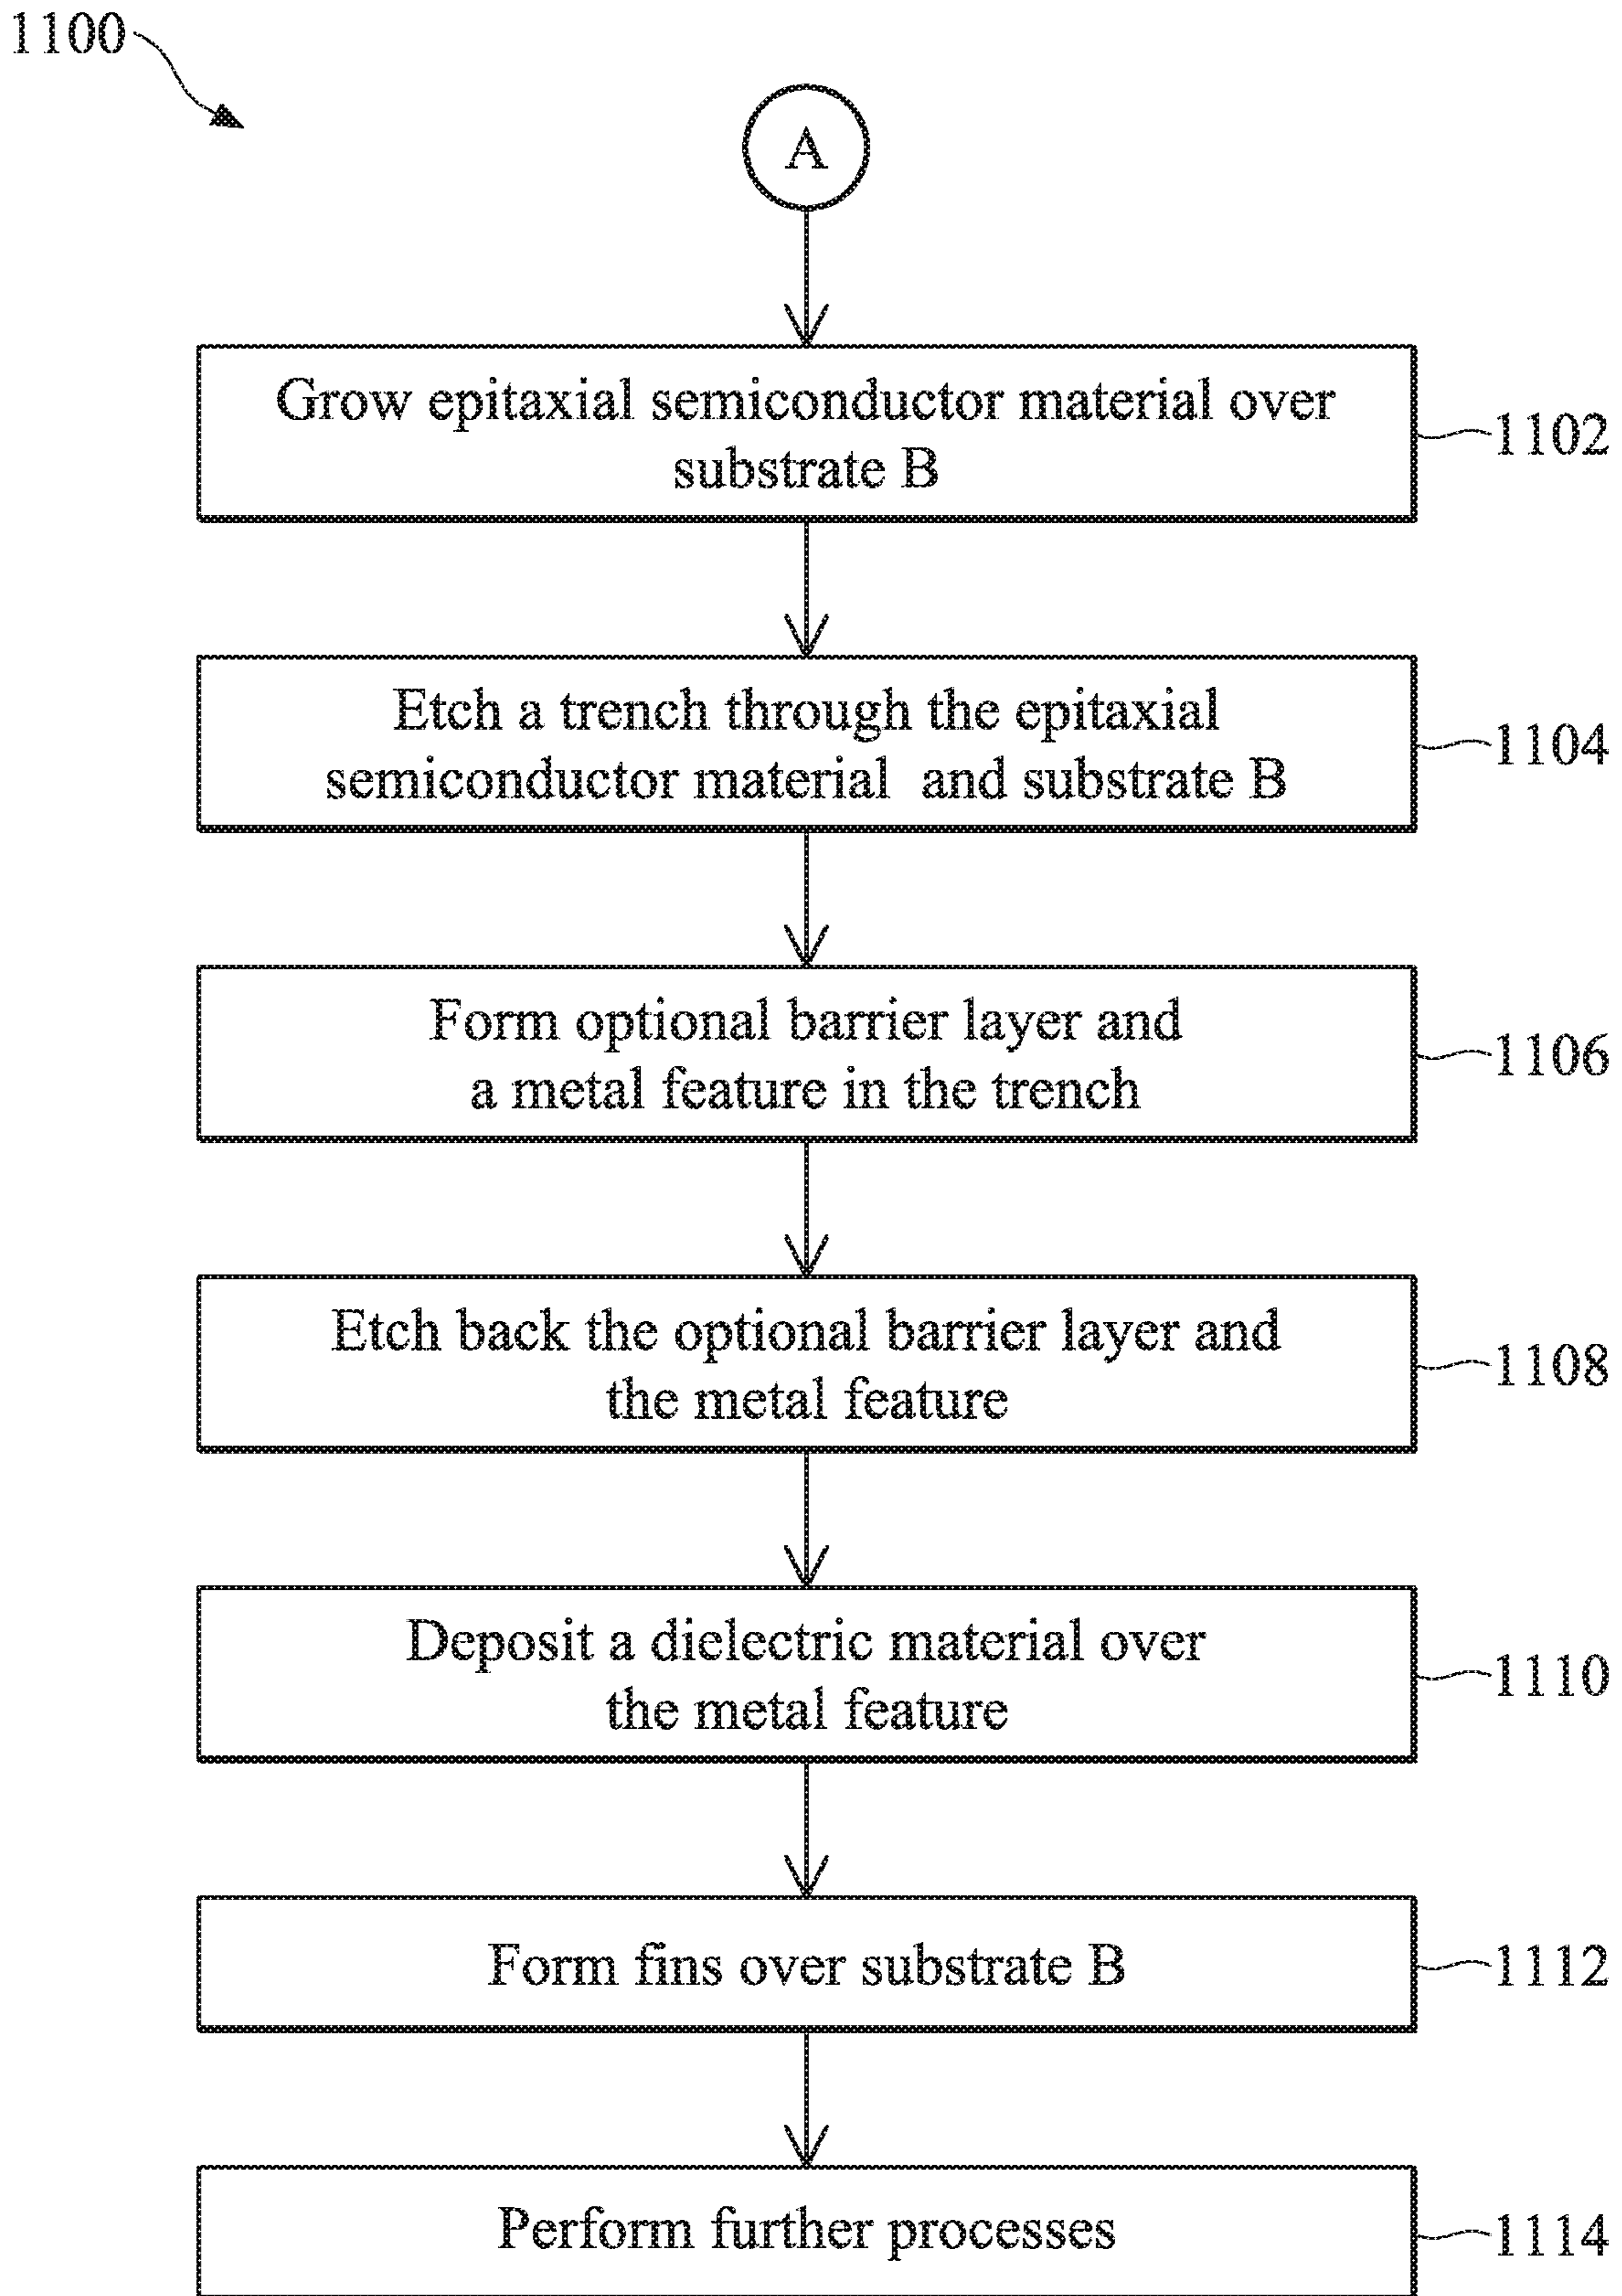 1100
A
Grow epitaxial semiconductor material over
substrate B
1102
Etch a trench through the epitaxial
semiconductor material and substrate B
1104
Form optional barrier layer and
a metal feature in the trench
1106
Etch back the optional barrier layer and
the metal feature
1108
Deposit a dielectric material over
the metal feature
1110
Form fins over substrate B
1112
Perform further processes
1114